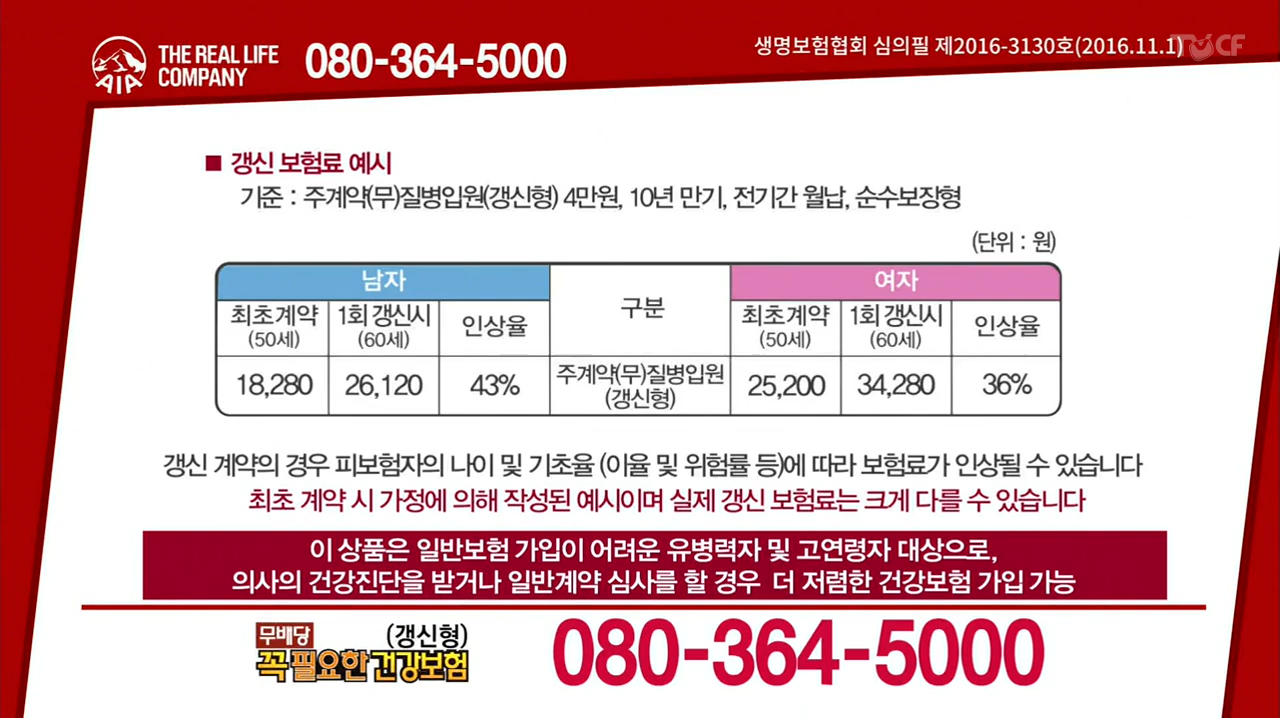 AIA
THE REAL LIFE
COMPANY
080-364-5000
생명보험협회 심의필 제2016-3130호(2016.11.1)
TVCF
■ 갱신 보험료 예시
기준 : 주계약(무)질병입원(갱신형) 4만원, 10년 만기, 전기간 월납, 순수보장형
(단위 : 원)
남자 구분 여자
최초계약 1회 갱신시 인상율 최초계약 1회 갱신시 인상율
(50세) (60세) (50세) (60세)
18,280 26,120 43% 주계약(무)질병입원 25,200 34,280 36%
(갱신형)
갱신 계약의 경우 피보험자의 나이 및 기초율 (이율 및 위험률 등)에 따라 보험료가 인상될 수 있습니다
최초 계약 시 가정에 의해 작성된 예시이며 실제 갱신 보험료는 크게 다를 수 있습니다
이 상품은 일반보험 가입이 어려운 유병력자 및 고연령자 대상으로,
의사의 건강진단을 받거나 일반계약 심사를 할 경우 더 저렴한 건강보험 가입 가능
무배당 (갱신형)
꼭 필요한 건강보험
080-364-5000